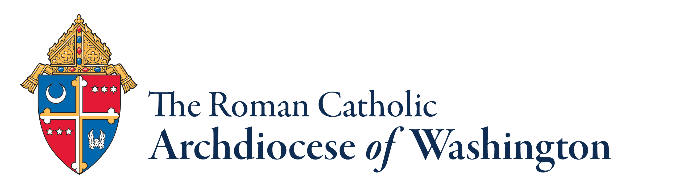 The Roman Catholic
Archdiocese of Washington